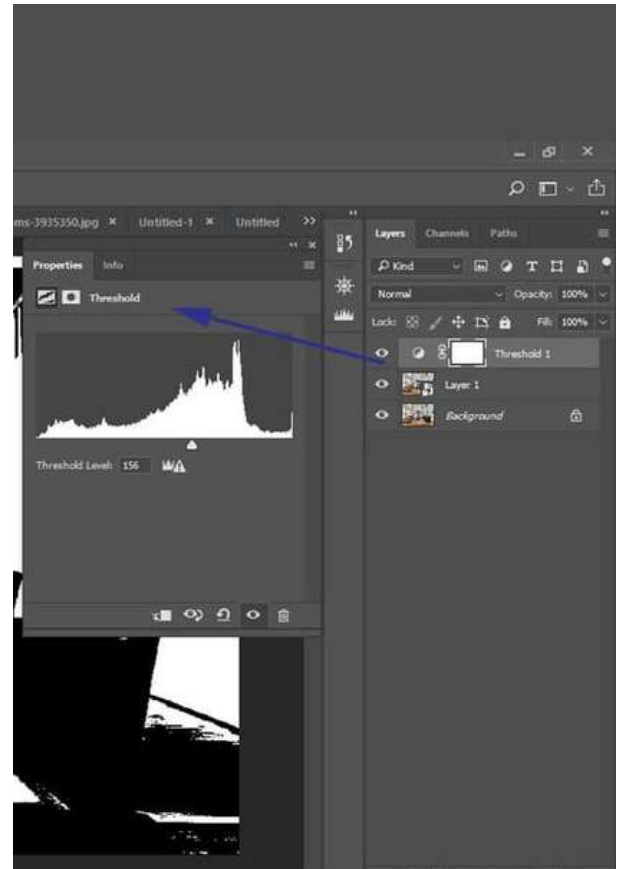 ms-3935350.jpg × Untitled-1 × Untitled >>
Properties Info
Threshold
Threshold Level: 156
Layers Channels Paths
Kind
Normal Opacity: 100%
Lock: Fill: 100%
Threshold 1
Layer 1
Background